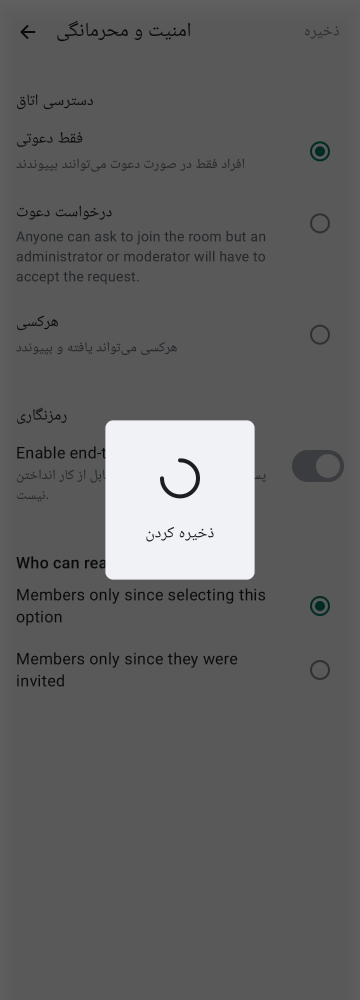 امنیت و محرمانگی
ذخیره
دسترسی اتاق
فقط دعوتی
افراد فقط در صورت دعوت می‌توانند بپیوندند
درخواست دعوت
Anyone can ask to join the room but an
administrator or moderator will have to
accept the request.
هرکسی
هرکسی می‌تواند یافته و بپیوندد
رمزنگاری
Enable end-t
پس
ابل از کار انداختن
نیست.
ذخیره کردن
Who can rea
Members only since selecting this
option
Members only since they were
invited